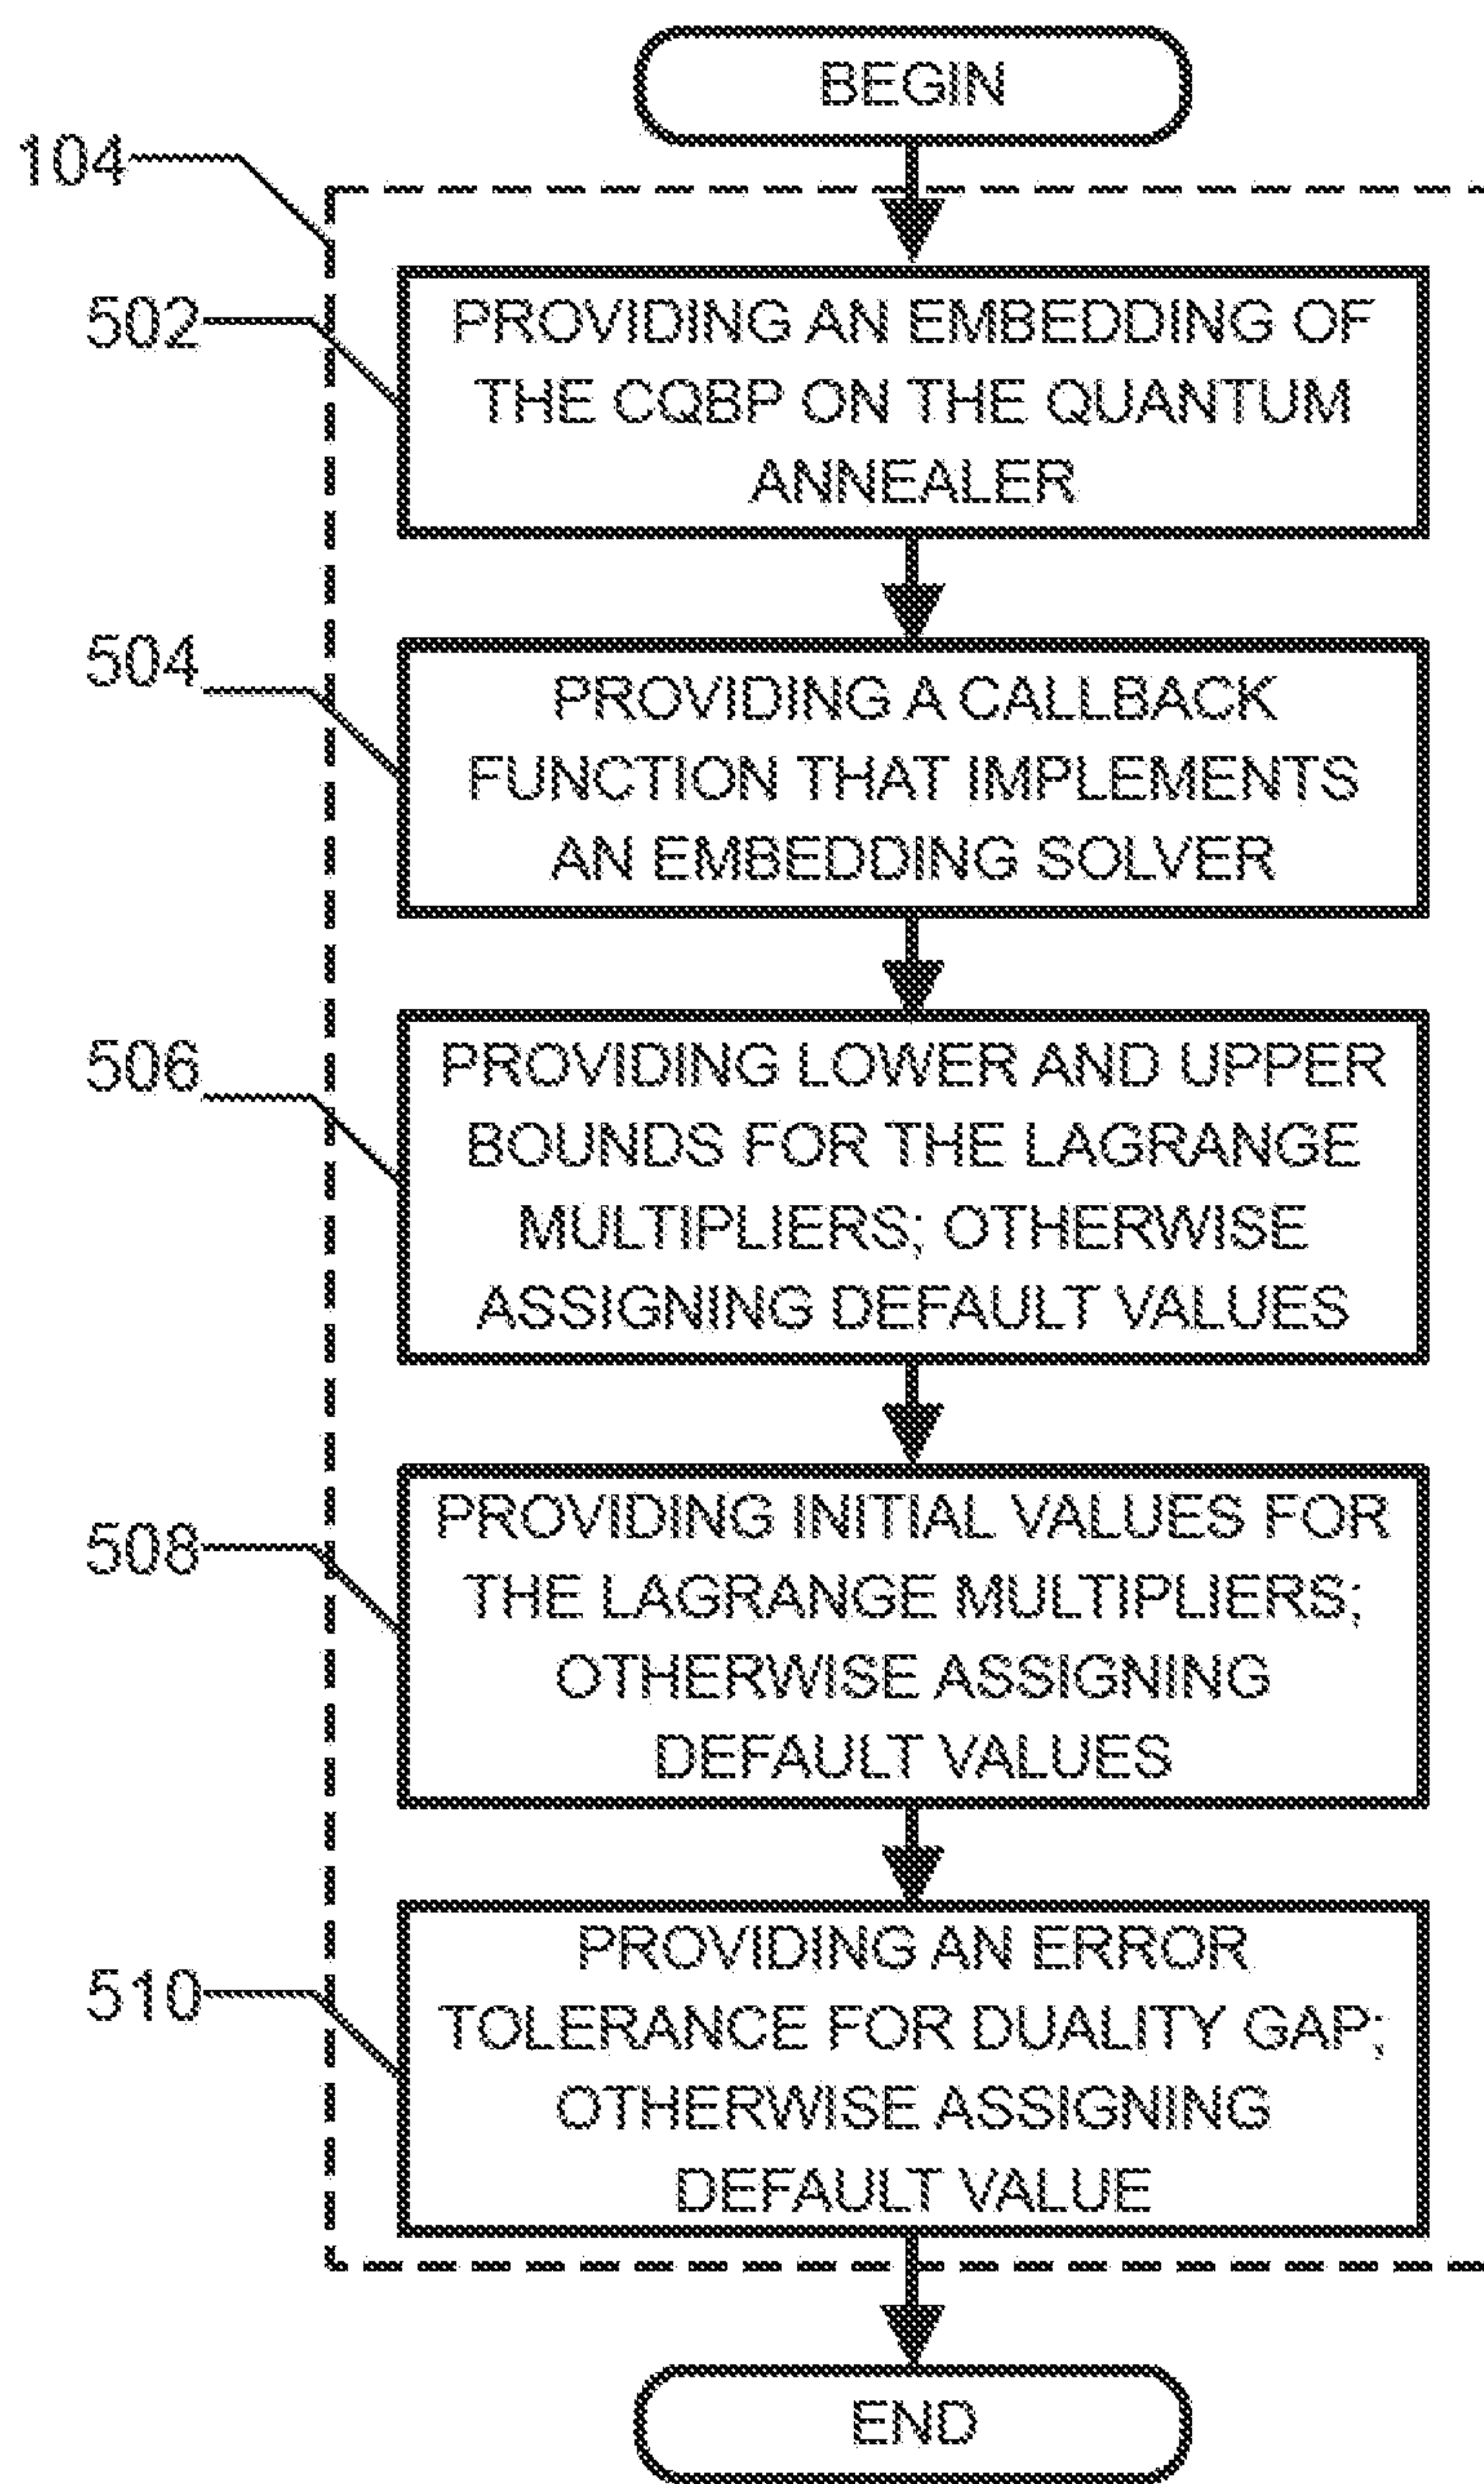 BEGIN
104
502
PROVIDING AN EMBEDDING OF
THE CQBP ON THE QUANTUM
ANNEALER
504
PROVIDING A CALLBACK
FUNCTION THAT IMPLEMENTS
AN EMBEDDING SOLVER
506
PROVIDING LOWER AND UPPER
BOUNDS FOR THE LAGRANGE
MULTIPLIERS; OTHERWISE
ASSIGNING DEFAULT VALUES
508
PROVIDING INITIAL VALUES FOR
THE LAGRANGE MULTIPLIERS;
OTHERWISE ASSIGNING
DEFAULT VALUES
510
PROVIDING AN ERROR
TOLERANCE FOR DUALITY GAP;
OTHERWISE ASSIGNING
DEFAULT VALUE
END